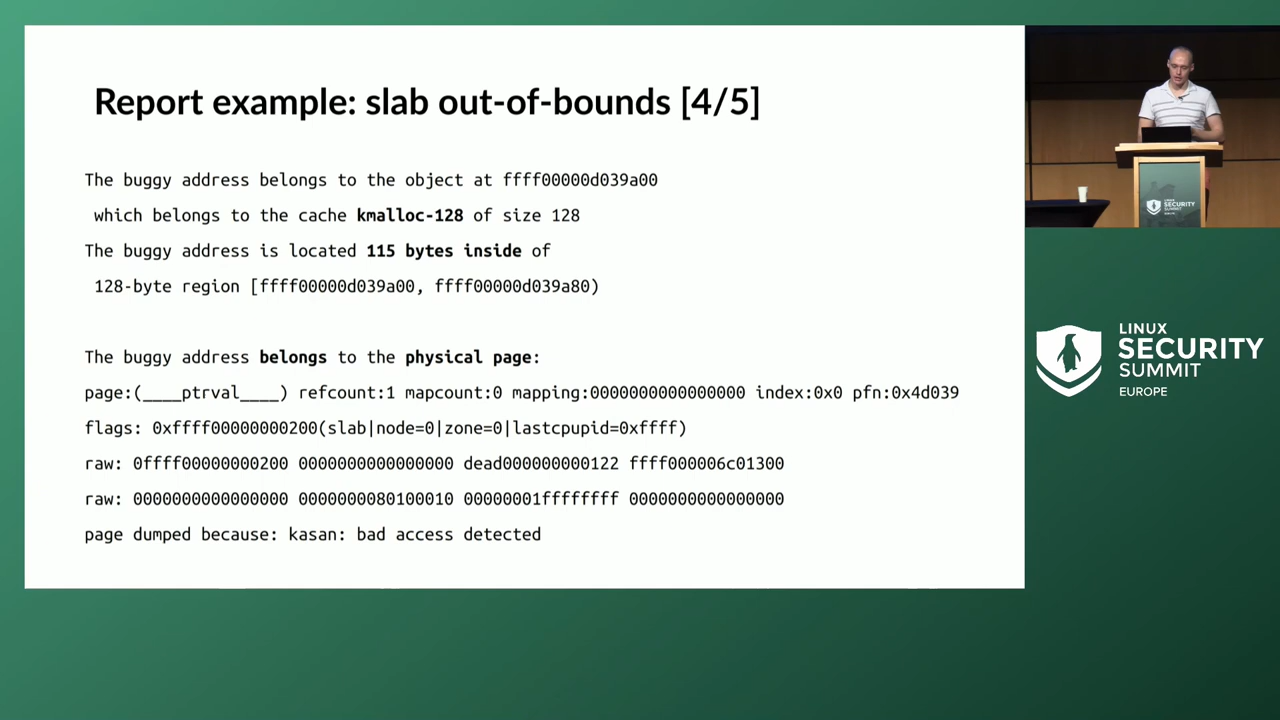 Report example: slab out-of-bounds [4/5]
The buggy address belongs to the object at ffff00000d039a00
which belongs to the cache kmalloc-128 of size 128
The buggy address is located 115 bytes inside of
128-byte region [ffff00000d039a00, ffff00000d039a80)
The buggy address belongs to the physical page:
page:(____ptrval____) refcount:1 mapcount:0 mapping:0000000000000000 index:0x0 pfn:0x4d039
flags: 0xffff00000000200(slab|node=0|zone=0|lastcpupid=0xffff)
raw: 0ffff00000000200 0000000000000000 dead000000000122 ffff000006c01300
raw: 0000000000000000 0000000080100010 00000001ffffffff 0000000000000000
page dumped because: kasan: bad access detected
LINUX
SECURITY
SUMMIT
LINUX
SECURITY
SUMMIT
EUROPE